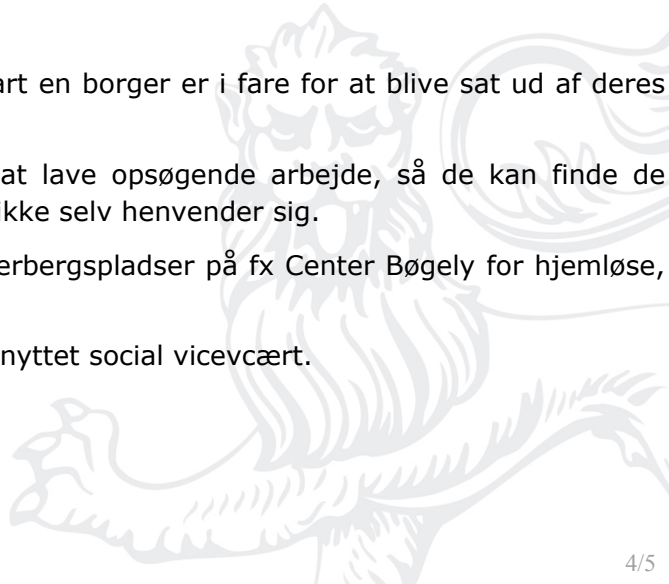 art en borger er i fare for at blive sat ud af deres
at lave opsøgende arbejde, så de kan finde de
ikke selv henvender sig.
erbergspladser på fx Center Bøgely for hjemløse,
nyttet social vicevcært.
4/5